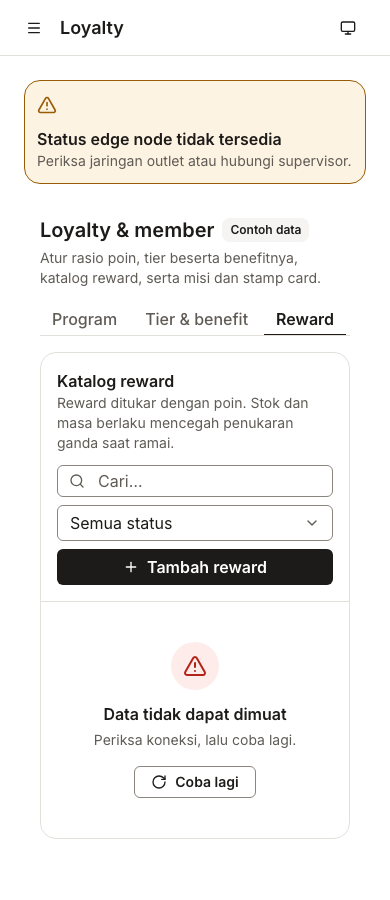 Loyalty
Status edge node tidak tersedia
Periksa jaringan outlet atau hubungi supervisor.
Loyalty & member
Contoh data
Atur rasio poin, tier beserta benefitnya,
katalog reward, serta misi dan stamp card.
Program
Tier & benefit
Reward
Katalog reward
Reward ditukar dengan poin. Stok dan
masa berlaku mencegah penukaran
ganda saat ramai.
Cari...
Semua status
Tambah reward
Data tidak dapat dimuat
Periksa koneksi, lalu coba lagi.
Coba lagi